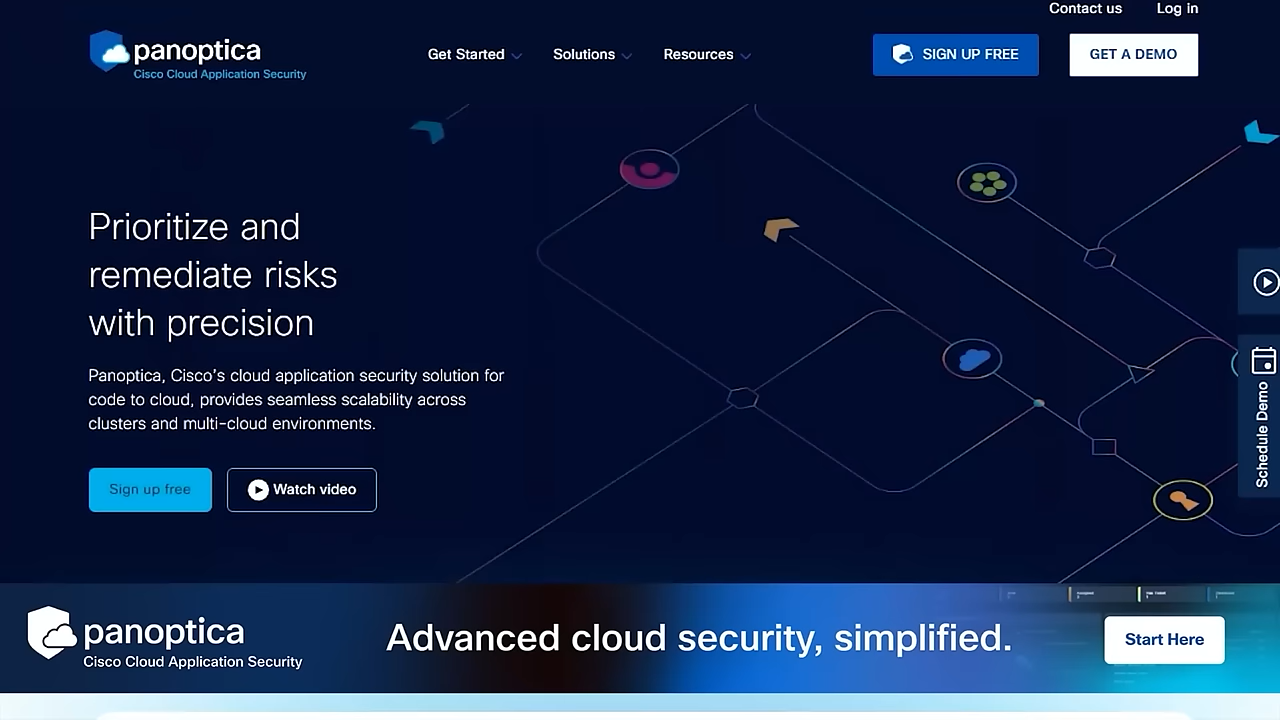 Contact us
Log in
panoptica
Cisco Cloud Application Security
Get Started
Solutions
Resources
SIGN UP FREE
GET A DEMO
Prioritize and
remediate risks
with precision
Panoptica, Cisco's cloud application security solution for
code to cloud, provides seamless scalability across
clusters and multi-cloud environments.
Sign up free
Watch video
Schedule Demo
panoptica
Cisco Cloud Application Security
Advanced cloud security, simplified.
Start Here